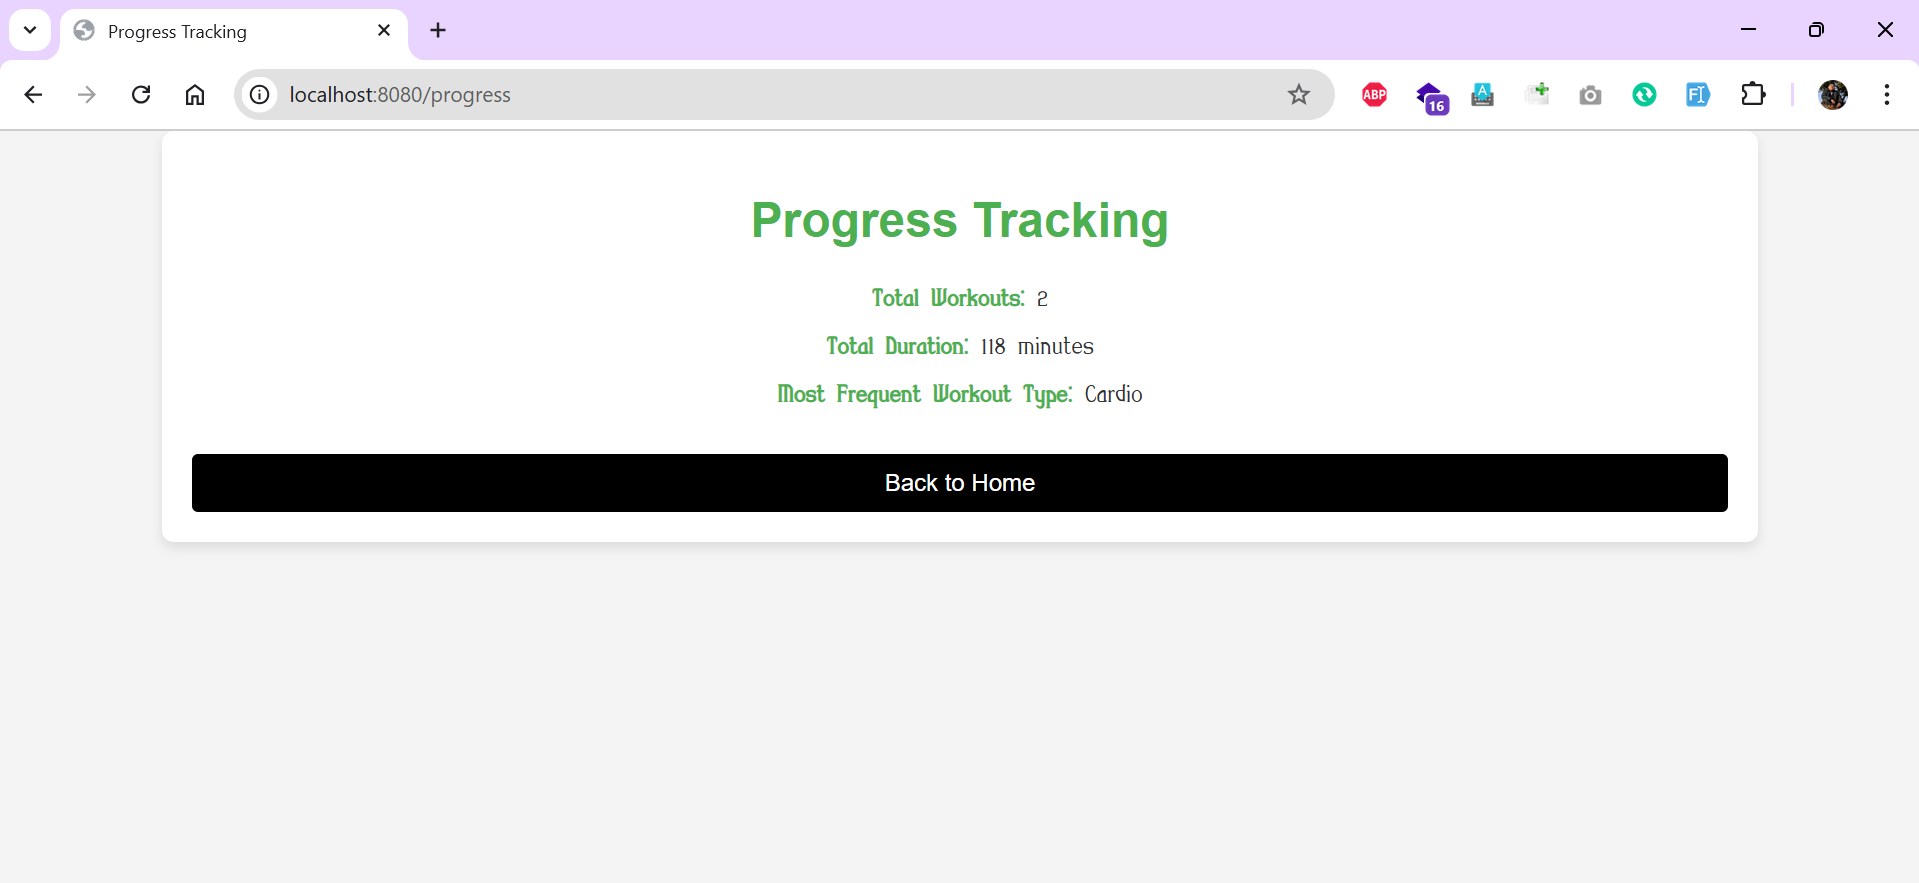 Progress Tracking
localhost:8080/progress
ABP
16
A
FI
Progress Tracking
Total Workouts: 2
Total Duration: 118 minutes
Most Frequent Workout Type: Cardio
Back to Home